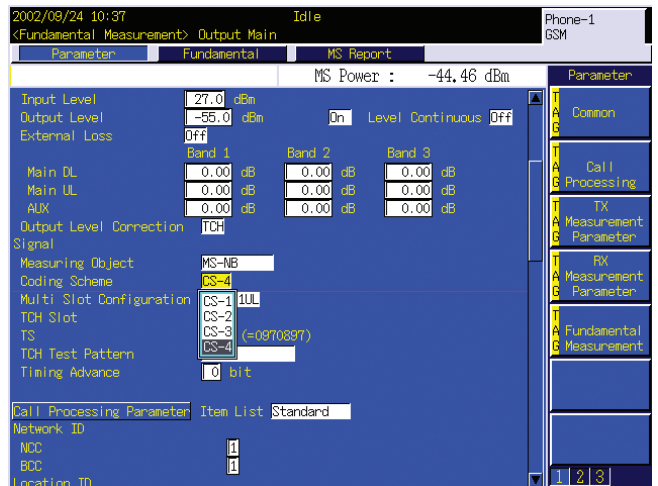 2002/09/24 10:37 Idle Phone-1
<Fundamental Measurement> Output Main GSM
Parameter Fundamental MS Report
MS Power : -44.46 dBm Parameter
Input Level 27.0 dBm
Output Level -55.0 dBm On Level Continuous Off
External Loss Off
Band 1 Band 2 Band 3
Main DL 0.00 dB 0.00 dB 0.00 dB
Main UL 0.00 dB 0.00 dB 0.00 dB
AUX 0.00 dB 0.00 dB 0.00 dB
Output Level Correction TCH
Signal
Measuring Object MS-NB
Coding Scheme CS-4
Multi Slot Configuration 1UL
CS-1
TCH Slot CS-2
TS CS-3 (=0970897)
CS-4
TCH Test Pattern
Timing Advance 0 bit
Call Processing Parameter Item List Standard
Network ID
NCC 1
BCC 1
Location ID
TAG Common
TAG Call
Processing
TAG TX
Measurement
Parameter
TAG RX
Measurement
Parameter
TAG Fundamental
Measurement
1 2 3